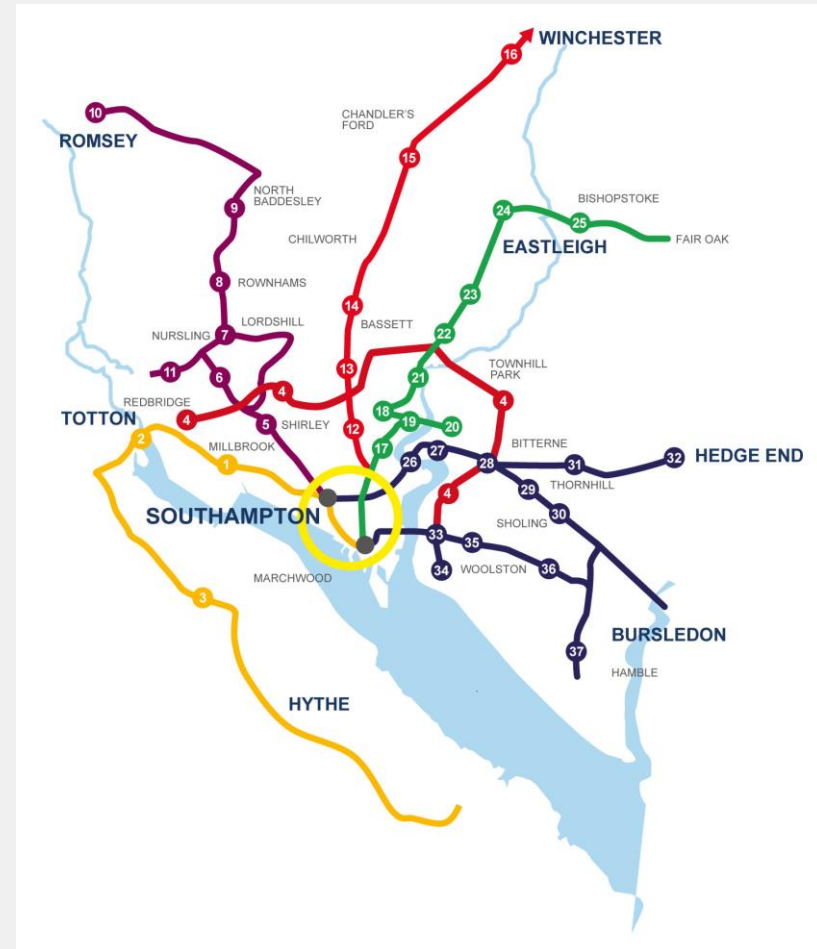 WINCHESTER
16
CHANDLER'S
FORD
10
ROMSEY
15
NORTH
BADDESLEY
9
24
BISHOPSTOKE
25
FAIR OAK
CHILWORTH
EASTLEIGH
8
ROWNHAMS
23
14
LORDSHILL
BASSETT
22
NURSLING
7
11
6
13
21
TOWNHILL
PARK
REDBRIDGE
4
4
4
TOTTON
5
SHIRLEY
12
18
19
20
2
MILLBROOK
17
BITTERNE
1
26
27
28
31
32
HEDGE END
THORNHILL
29
4
SOUTHAMPTON
30
SHOLING
33
35
MARCHWOOD
34
WOOLSTON
36
3
BURSLEDON
37
HAMBLE
HYTHE